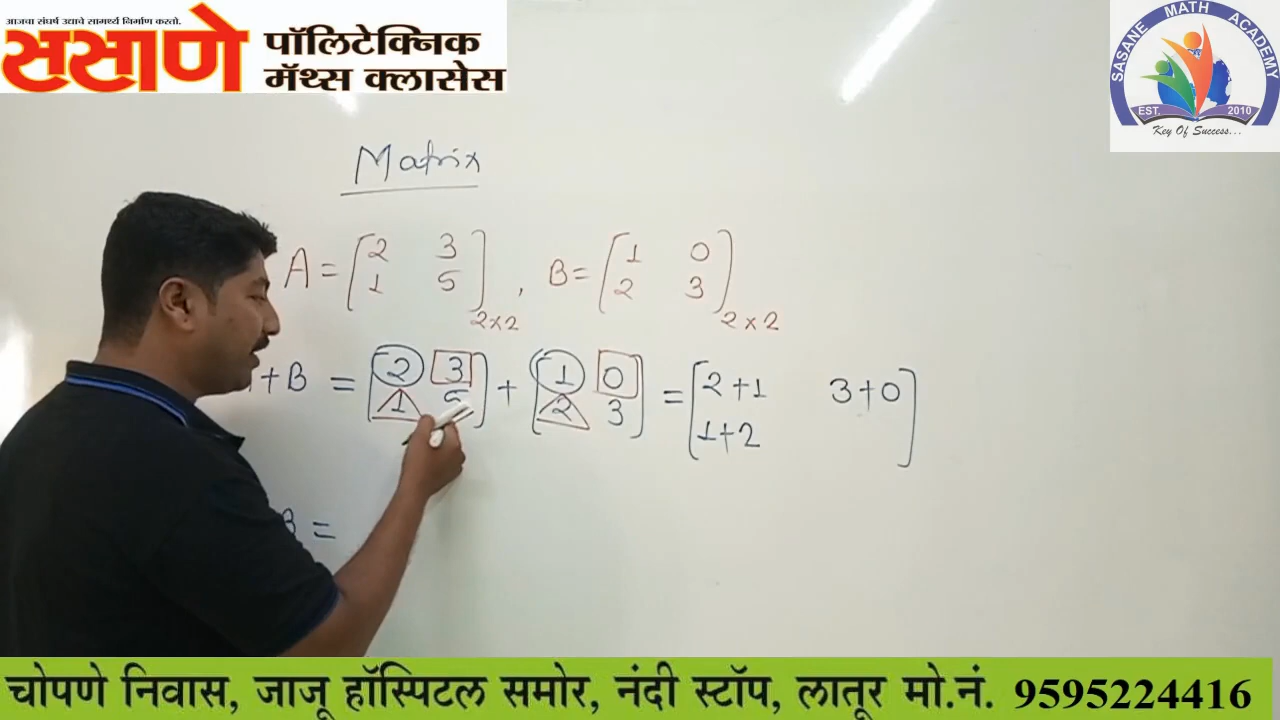 आजचा संघर्ष उद्याचे सामर्थ्य निर्माण करतो.
ससाणे
पॉलिटेक्निक
मॅथ्स क्लासेस
SASANE MATH ACADEMY
EST. 2010
Key Of Success...
Matrix
A = [ 2 3
1 5 ] 2×2 , B = [ 1 0
2 3 ] 2×2
+B = [ 2 3
1 5 ] + [ 1 0
2 3 ] = [ 2+1 3+0
1+2 ]
B =
चोपणे निवास, जाजू हॉस्पिटल समोर, नंदी स्टॉप, लातूर मो.नं. 9595224416